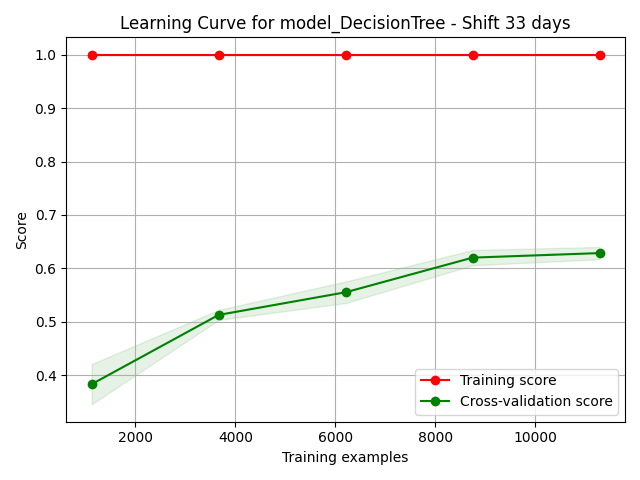 Learning Curve for model_DecisionTree - Shift 33 days
Score
1.0
0.9
0.8
0.7
0.6
0.5
0.4
2000 4000 6000 8000 10000
Training examples
Training score
Cross-validation score